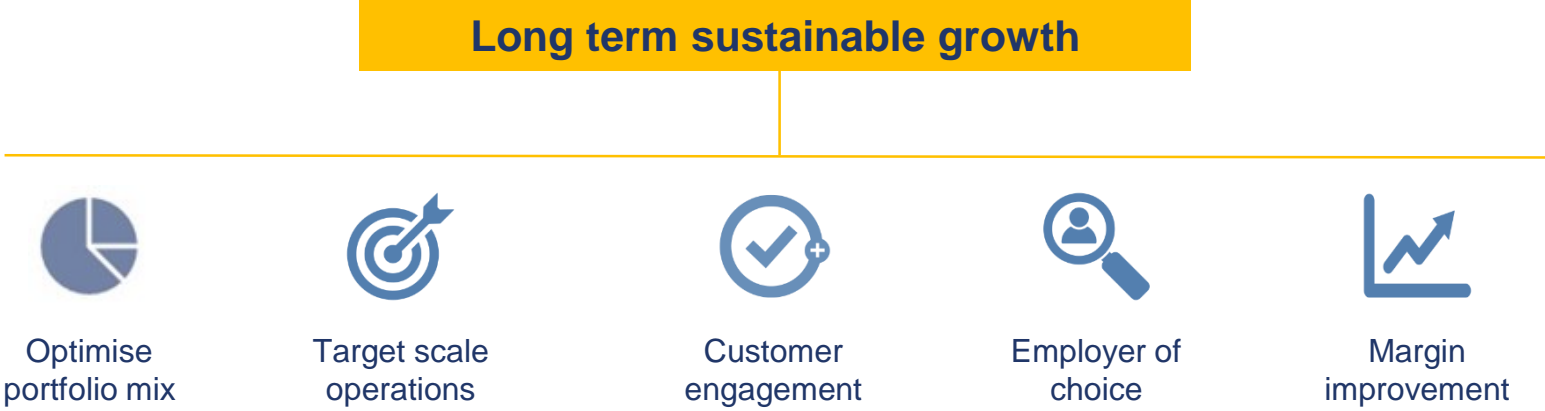 Long term sustainable growth
Optimise
portfolio mix
Target scale
operations
Customer
engagement
Employer of
choice
Margin
improvement